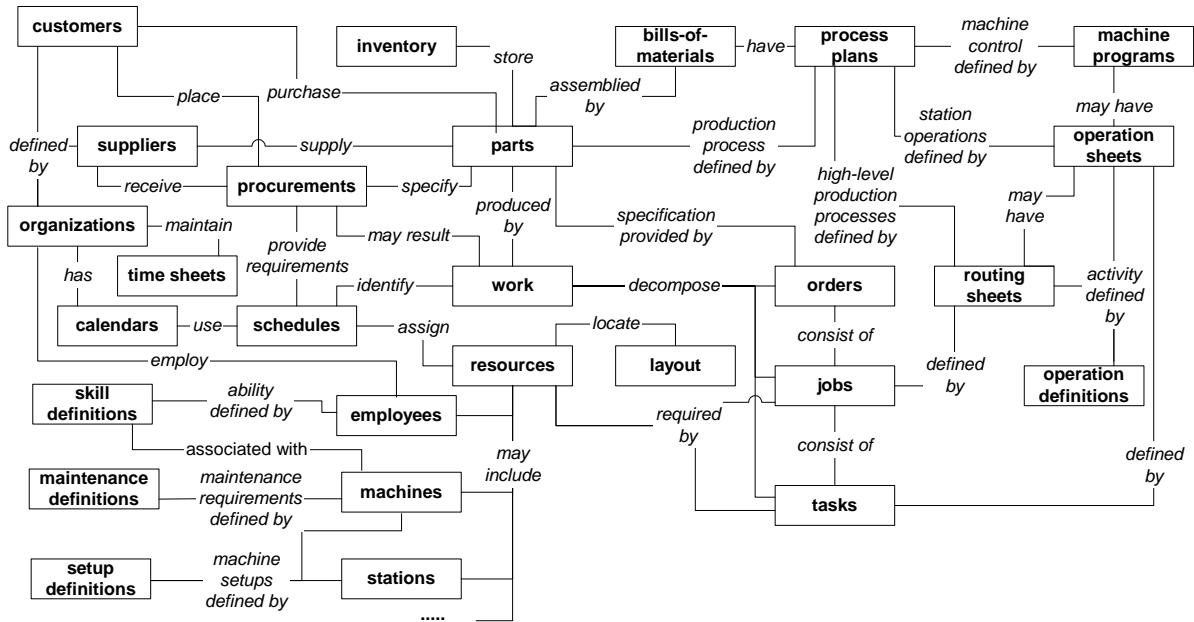 customers
inventory
bills-of-
materials
have
process
plans
machine
control
defined by
machine
programs
store
place
purchase
assemblied
by
may have
defined
by
suppliers
supply
parts
production
process
defined by
station
operations
defined by
operation
sheets
receive
procurements
specify
high-level
production
processes
defined by
may
have
organizations
maintain
produced
by
specification
provided by
time sheets
provide
requirements
may result
has
identify
work
decompose
orders
routing
sheets
activity
defined
by
calendars
use
schedules
assign
locate
consist of
employ
resources
layout
defined
by
skill
definitions
ability
defined by
employees
required
by
jobs
operation
definitions
associated with
may
include
consist of
defined
by
maintenance
definitions
maintenance
requirements
defined by
machines
tasks
setup
definitions
machine
setups
defined by
stations
.....